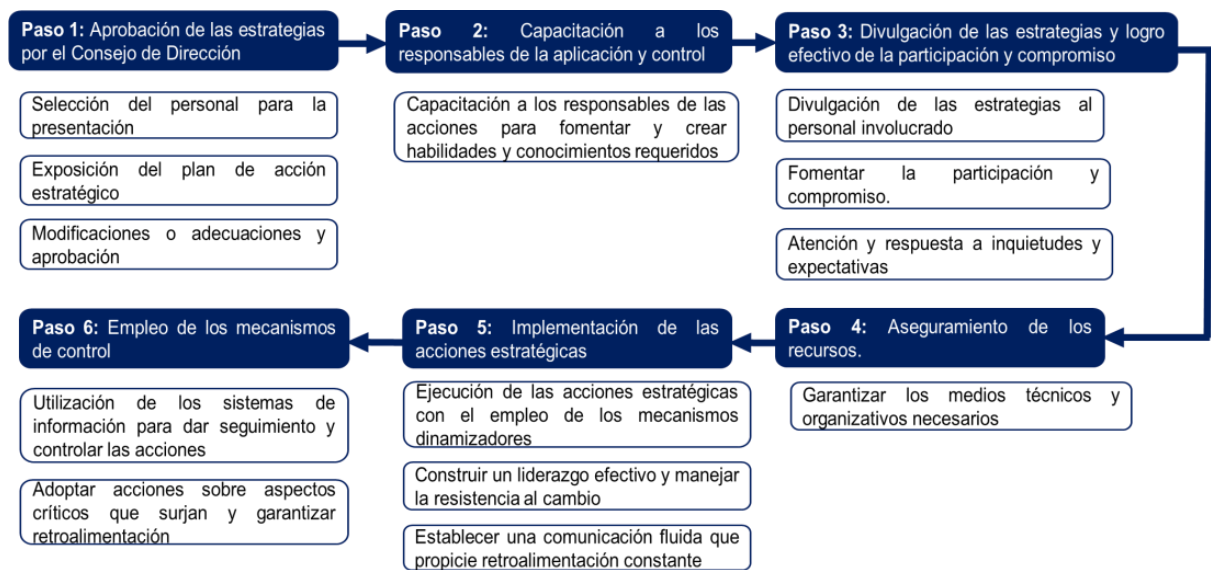 Paso 1: Aprobación de las estrategias
por el Consejo de Dirección
Selección del personal para la
presentación
Exposición del plan de acción
estratégico
Modificaciones o adecuaciones y
aprobación
Paso 2: Capacitación a los
responsables de la aplicación y control
Capacitación a los responsables de las
acciones para fomentar y crear
habilidades y conocimientos requeridos
Paso 3: Divulgación de las estrategias y logro
efectivo de la participación y compromiso
Divulgación de las estrategias al
personal involucrado
Fomentar la participación y
compromiso.
Atención y respuesta a inquietudes y
expectativas
Paso 4: Aseguramiento de los
recursos.
Garantizar los medios técnicos y
organizativos necesarios
Paso 5: Implementación de las
acciones estratégicas
Ejecución de las acciones estratégicas
con el empleo de los mecanismos
dinamizadores
Construir un liderazgo efectivo y manejar
la resistencia al cambio
Establecer una comunicación fluida que
propicie retroalimentación constante
Paso 6: Empleo de los mecanismos
de control
Utilización de los sistemas de
información para dar seguimiento y
controlar las acciones
Adoptar acciones sobre aspectos
críticos que surjan y garantizar
retroalimentación